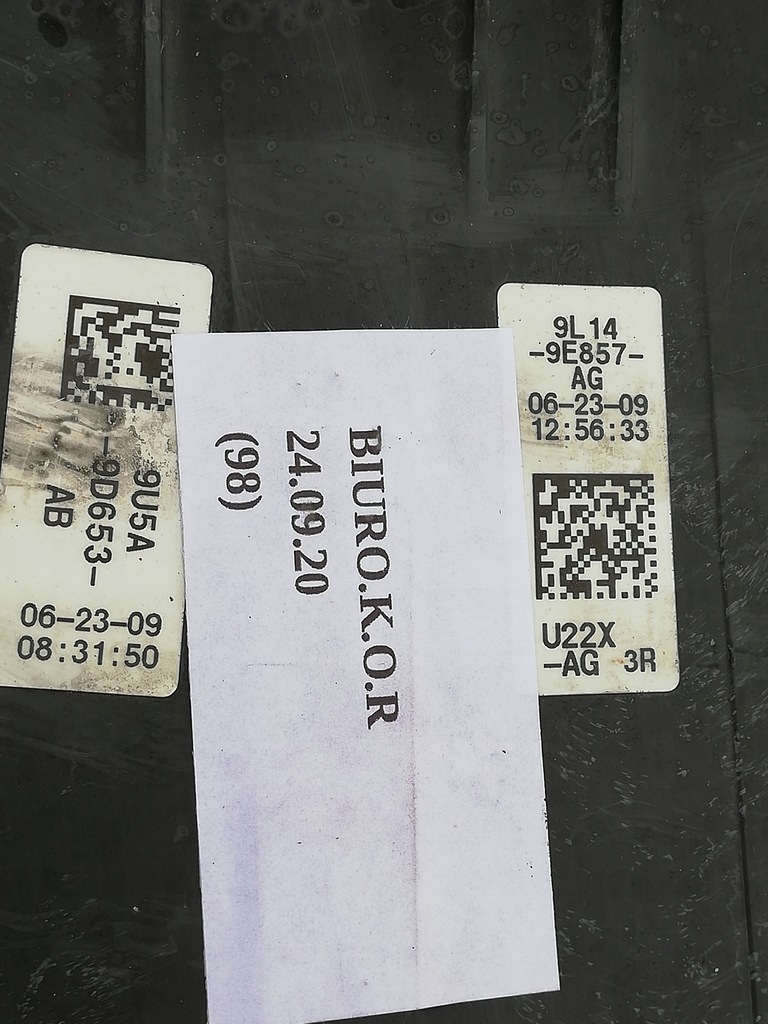 9U5A
-9D653-
AB
06-23-09
08:31:50
BIURO.K.O.R
24.09.20
(98)
9L14
-9E857-
AG
06-23-09
12:56:33
U22X
-AG 3R